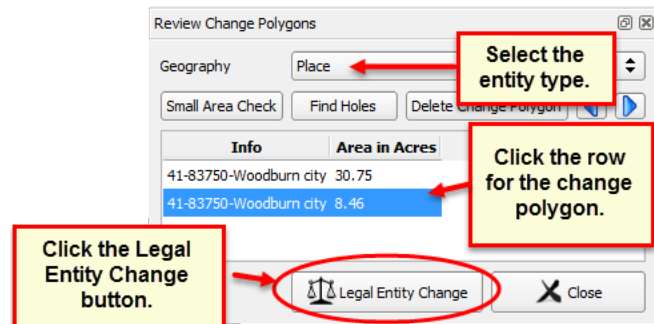 Review Change Polygons
Geography
Place
Select the
entity type.
Small Area Check
Find Holes
Delete Change Polygon
Info
Area in Acres
41-83750-Woodburn city 30.75
41-83750-Woodburn city 8.46
Click the row
for the change
polygon.
Click the Legal
Entity Change
button.
Legal Entity Change
Close